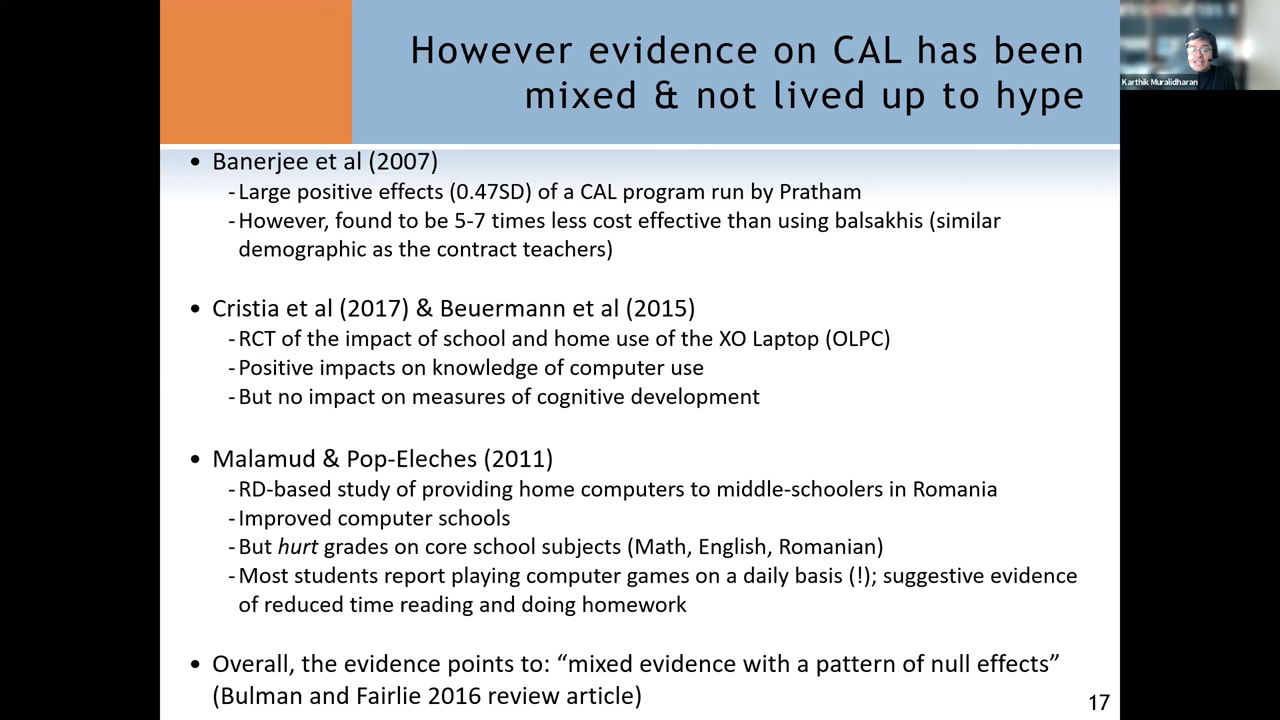 However evidence on CAL has been
mixed & not lived up to hype
Karthik Muralidharan
• Banerjee et al (2007)
- Large positive effects (0.47SD) of a CAL program run by Pratham
- However, found to be 5-7 times less cost effective than using balsakhis (similar
demographic as the contract teachers)
• Cristia et al (2017) & Beuermann et al (2015)
- RCT of the impact of school and home use of the XO Laptop (OLPC)
- Positive impacts on knowledge of computer use
- But no impact on measures of cognitive development
• Malamud & Pop-Eleches (2011)
- RD-based study of providing home computers to middle-schoolers in Romania
- Improved computer schools
- But hurt grades on core school subjects (Math, English, Romanian)
- Most students report playing computer games on a daily basis (!); suggestive evidence
of reduced time reading and doing homework
• Overall, the evidence points to: “mixed evidence with a pattern of null effects”
(Bulman and Fairlie 2016 review article)
17